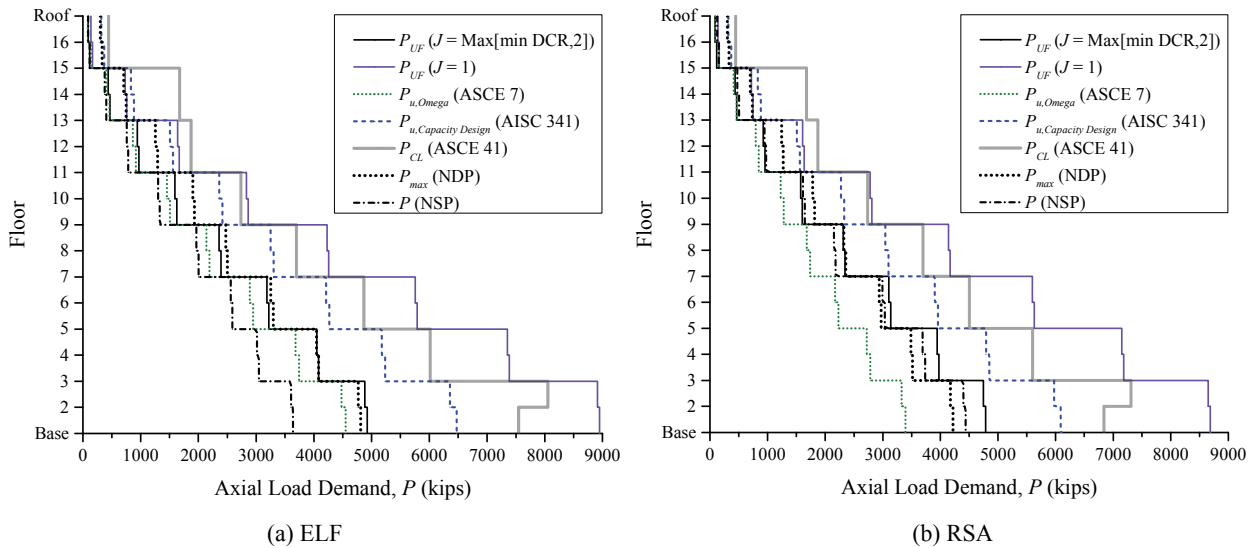 Roof
16
15
14
13
12
11
10
9
8
7
6
5
4
3
2
Base
Floor
P_UF (J = Max[min DCR,2])
P_UF (J = 1)
P_u,Omega (ASCE 7)
P_u,Capacity Design (AISC 341)
P_CL (ASCE 41)
P_max (NDP)
P (NSP)
0 1000 2000 3000 4000 5000 6000 7000 8000 9000
Axial Load Demand, P (kips)
(a) ELF
Roof
16
15
14
13
12
11
10
9
8
7
6
5
4
3
2
Base
Floor
P_UF (J = Max[min DCR,2])
P_UF (J = 1)
P_u,Omega (ASCE 7)
P_u,Capacity Design (AISC 341)
P_CL (ASCE 41)
P_max (NDP)
P (NSP)
0 1000 2000 3000 4000 5000 6000 7000 8000 9000
Axial Load Demand, P (kips)
(b) RSA